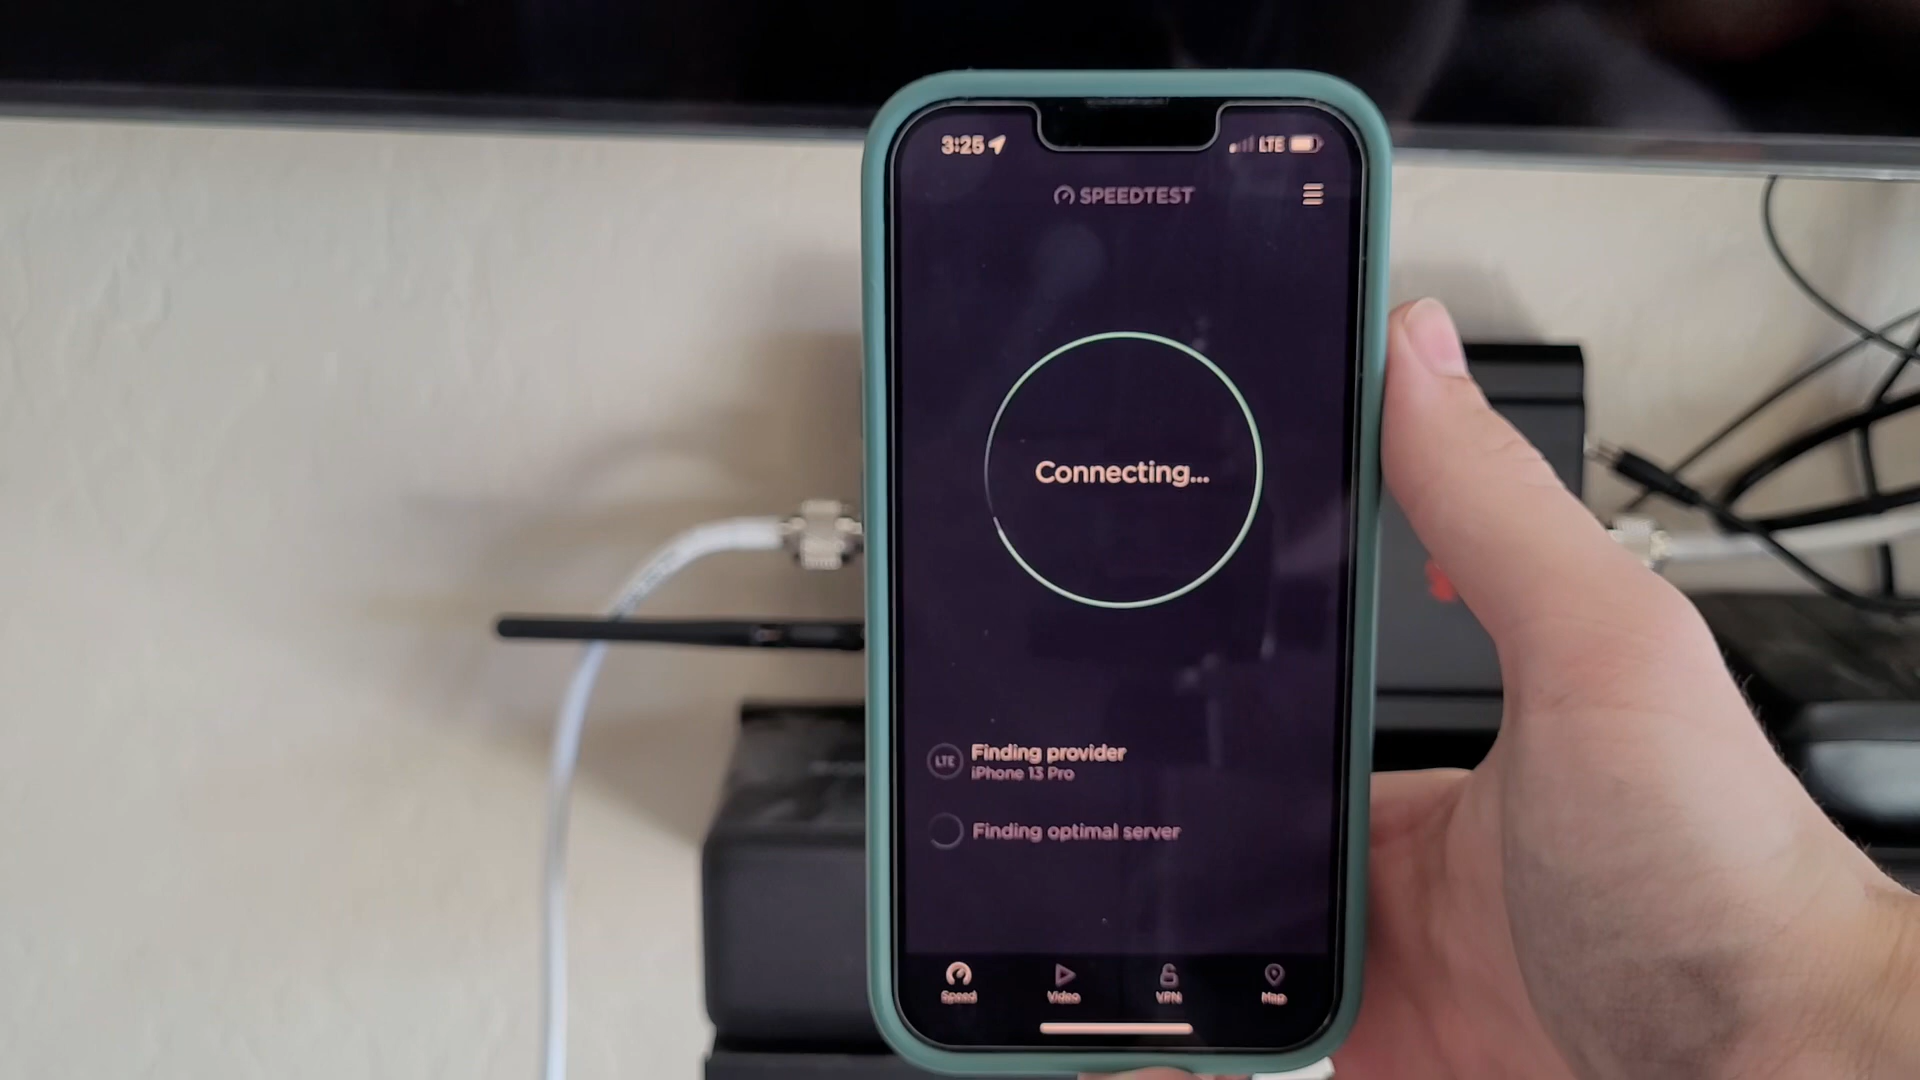 3:25 LTE
SPEEDTEST
Connecting...
LTE Finding provider
iPhone 13 Pro
Finding optimal server
Speed Video VPN Map